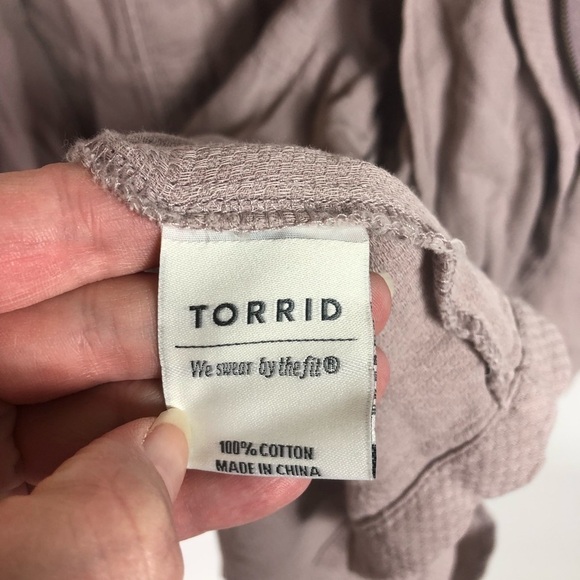 TORRID
We swear by the fit®
100% COTTON
MADE IN CHINA